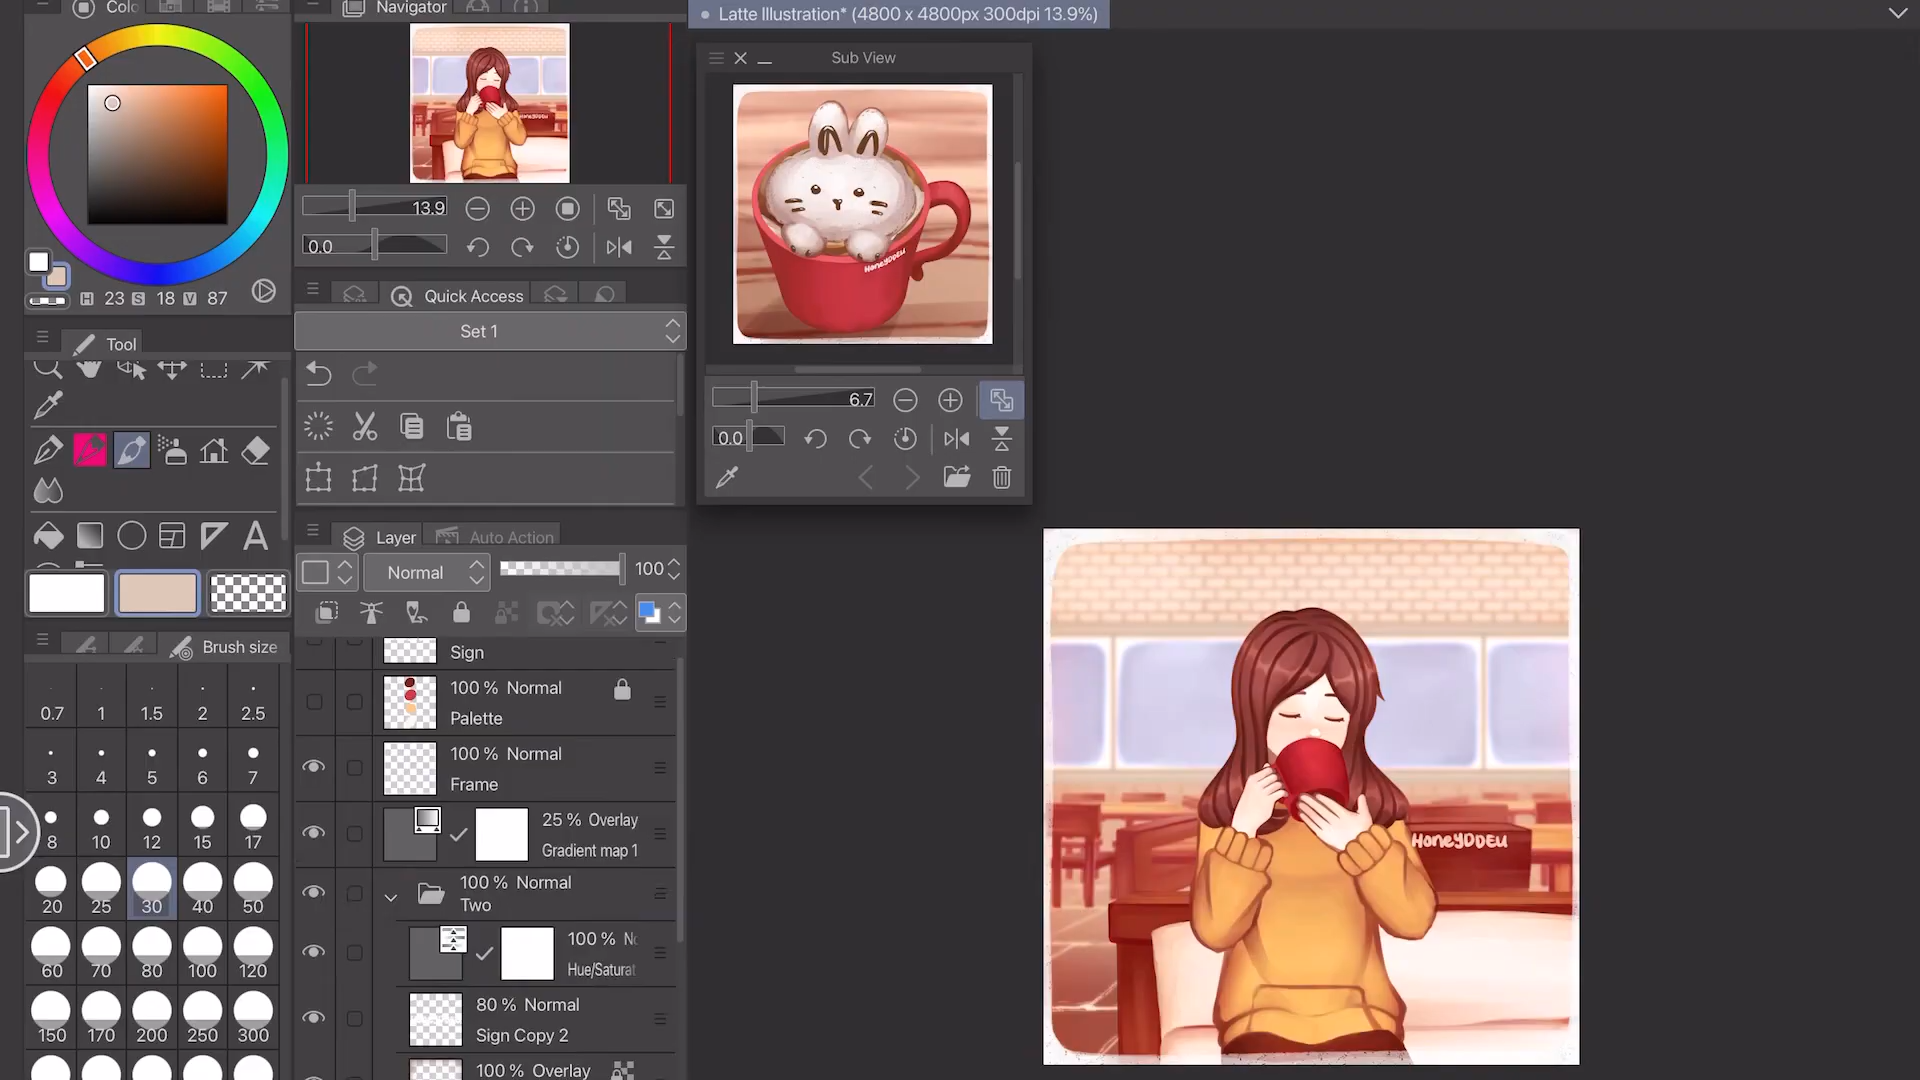 Colo
Navigator
Latte Illustration* (4800 x 4800px 300dpi 13.9%)
Sub View
HoneyDDEU
13.9
0.0
H 23 S 18 V 87
Quick Access
Set 1
Tool
6.7
0.0
Layer
Auto Action
Normal
100
HoneyDDEU
Brush size
Sign
100 % Normal
Palette
100 % Normal
Frame
25 % Overlay
Gradient map 1
100 % Normal
Two
100 % No
Hue/Saturat
80 % Normal
Sign Copy 2
100 % Overlay
0.7 1 1.5 2 2.5
3 4 5 6 7
8 10 12 15 17
20 25 30 40 50
60 70 80 100 120
150 170 200 250 300
HoneyDDEU